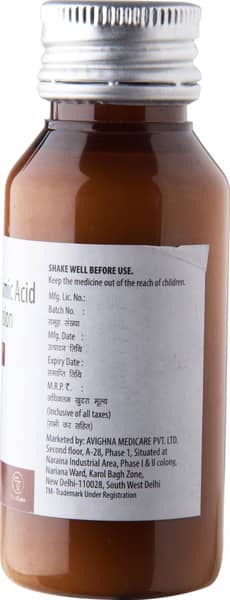 SHAKE WELL BEFORE USE.
Keep the medicine out of the reach of children.
Mfg. Lic. No.:
Batch No. :
समूह संख्या
Mfg. Date :
उत्पादन तिथि
Expiry Date :
समाप्ति तिथि
M.R.P. ₹. :
अधिकतम खुदरा मूल्य
(Inclusive of all taxes)
(सभी कर सहित)
Marketed by: AVIGHNA MEDICARE PVT. LTD.
Second floor, A-28, Phase 1, Situated at
Naraina Industrial Area, Phase I & II colony,
Nariana Ward, Karol Bagh Zone,
New Delhi-110028, South West Delhi
TM- Trademark Under Registration
Acid